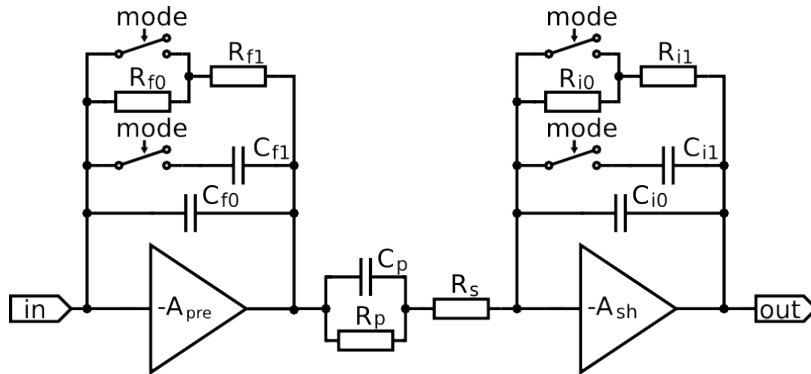 mode mode
R_f1 R_i1
R_f0 R_i0
mode mode
C_f1 C_i1
C_f0 C_i0
C_p
R_s
in -A_pre R_p -A_sh out